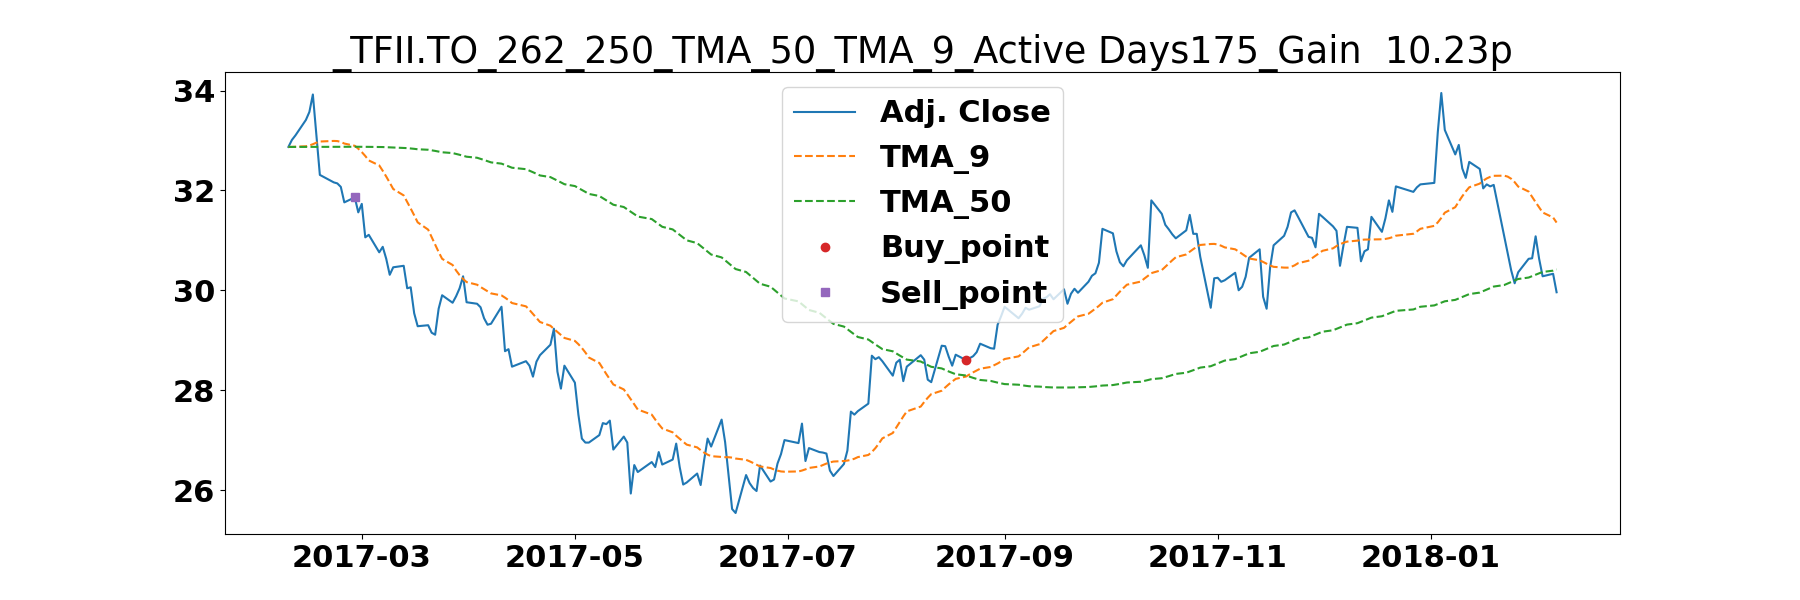 _TFII.TO_262_250_TMA_50_TMA_9_Active Days175_Gain  10.23p
34
32
30
28
26
Adj. Close
TMA_9
TMA_50
Buy_point
Sell_point
2017-03 2017-05 2017-07 2017-09 2017-11 2018-01